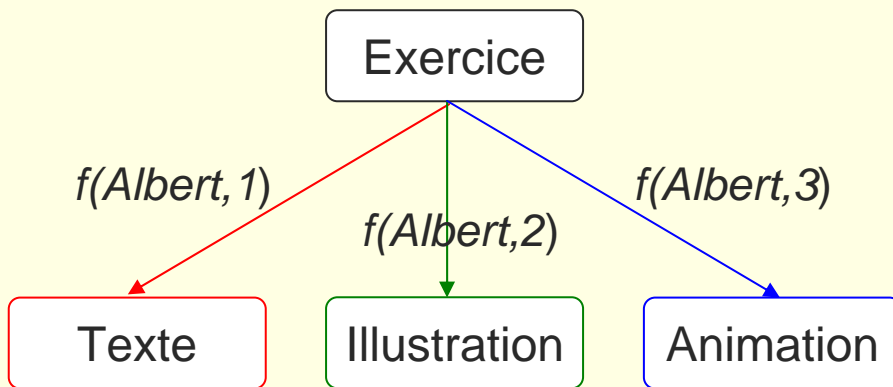 Exercice
f(Albert,1)
f(Albert,2)
f(Albert,3)
Texte
Illustration
Animation